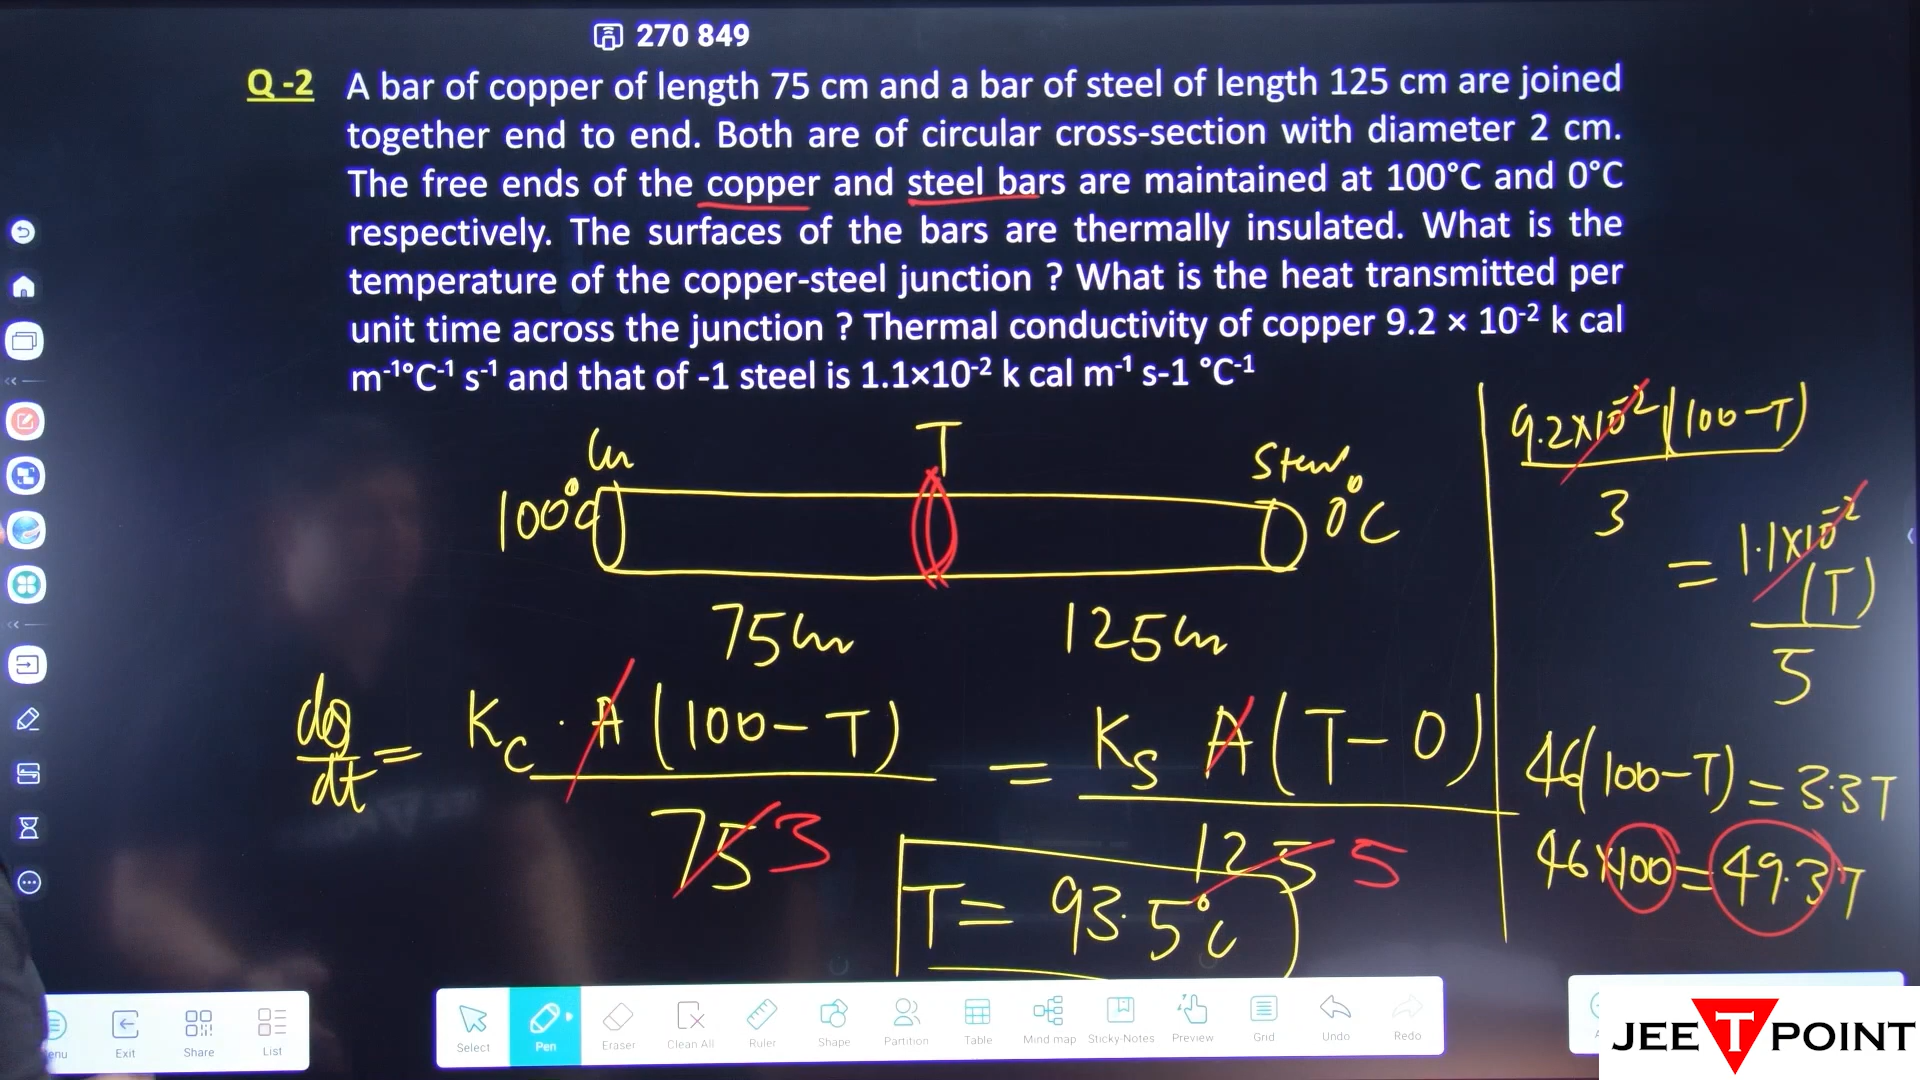 270 849
Q-2 A bar of copper of length 75 cm and a bar of steel of length 125 cm are joined
together end to end. Both are of circular cross-section with diameter 2 cm.
The free ends of the copper and steel bars are maintained at 100°C and 0°C
respectively. The surfaces of the bars are thermally insulated. What is the
temperature of the copper-steel junction ? What is the heat transmitted per
unit time across the junction ? Thermal conductivity of copper 9.2 × 10⁻² k cal
m⁻¹°C⁻¹ s⁻¹ and that of -1 steel is 1.1×10⁻² k cal m⁻¹ s-1 °C⁻¹
Cu T Steel
100°C 0°C
75cm 125cm
dQ/dt = Kc · A (100 - T) / 75 3 = Ks A (T - 0) / 125 5
T = 93.5°C
9.2×10⁻² (100-T) / 3
= 1.1×10⁻² (T) / 5
46(100-T) = 3.3T
46×100 = 49.3T
enu Exit Share List
Select Pen Eraser Clean All Ruler Shape Partition Table Mind map Sticky-Notes Preview Grid Undo Redo
JEE T POINT